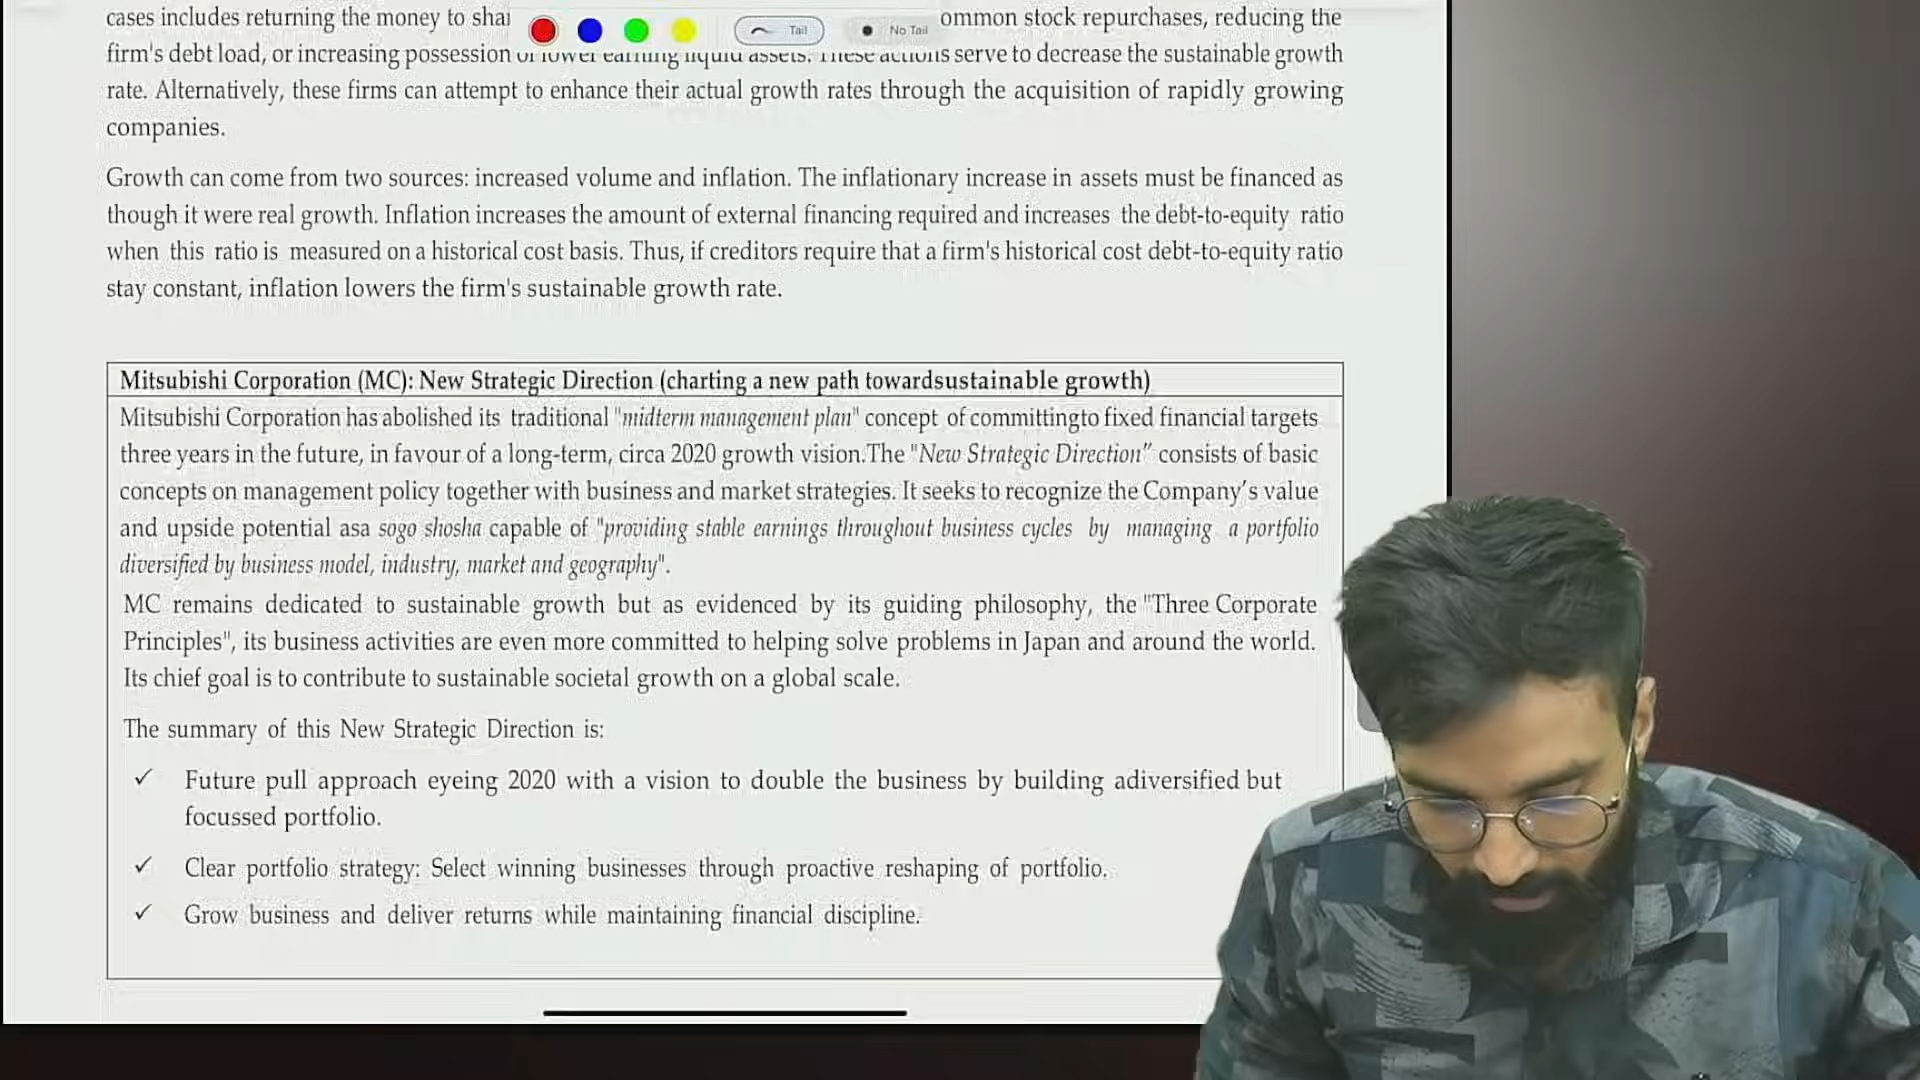 cases includes returning the money to
Tail
No Tail
ommon stock repurchases, reducing the
firm's debt load, or increasing possession of lower earning liquid assets. These actions serve to decrease the sustainable growth
rate. Alternatively, these firms can attempt to enhance their actual growth rates through the acquisition of rapidly growing
companies.
Growth can come from two sources: increased volume and inflation. The inflationary increase in assets must be financed as
though it were real growth. Inflation increases the amount of external financing required and increases the debt-to-equity ratio
when this ratio is measured on a historical cost basis. Thus, if creditors require that a firm's historical cost debt-to-equity ratio
stay constant, inflation lowers the firm's sustainable growth rate.
Mitsubishi Corporation (MC): New Strategic Direction (charting a new path towardsustainable growth)
Mitsubishi Corporation has abolished its traditional "midterm management plan" concept of committingto fixed financial targets
three years in the future, in favour of a long-term, circa 2020 growth vision.The "New Strategic Direction" consists of basic
concepts on management policy together with business and market strategies. It seeks to recognize the Company's value
and upside potential asa sogo shosha capable of "providing stable earnings throughout business cycles by managing a portfolio
diversified by business model, industry, market and geography".
MC remains dedicated to sustainable growth but as evidenced by its guiding philosophy, the "Three Corporate
Principles", its business activities are even more committed to helping solve problems in Japan and around the world.
Its chief goal is to contribute to sustainable societal growth on a global scale.
The summary of this New Strategic Direction is:
✓ Future pull approach eyeing 2020 with a vision to double the business by building adiversified but
focussed portfolio.
✓ Clear portfolio strategy: Select winning businesses through proactive reshaping of portfolio.
✓ Grow business and deliver returns while maintaining financial discipline.